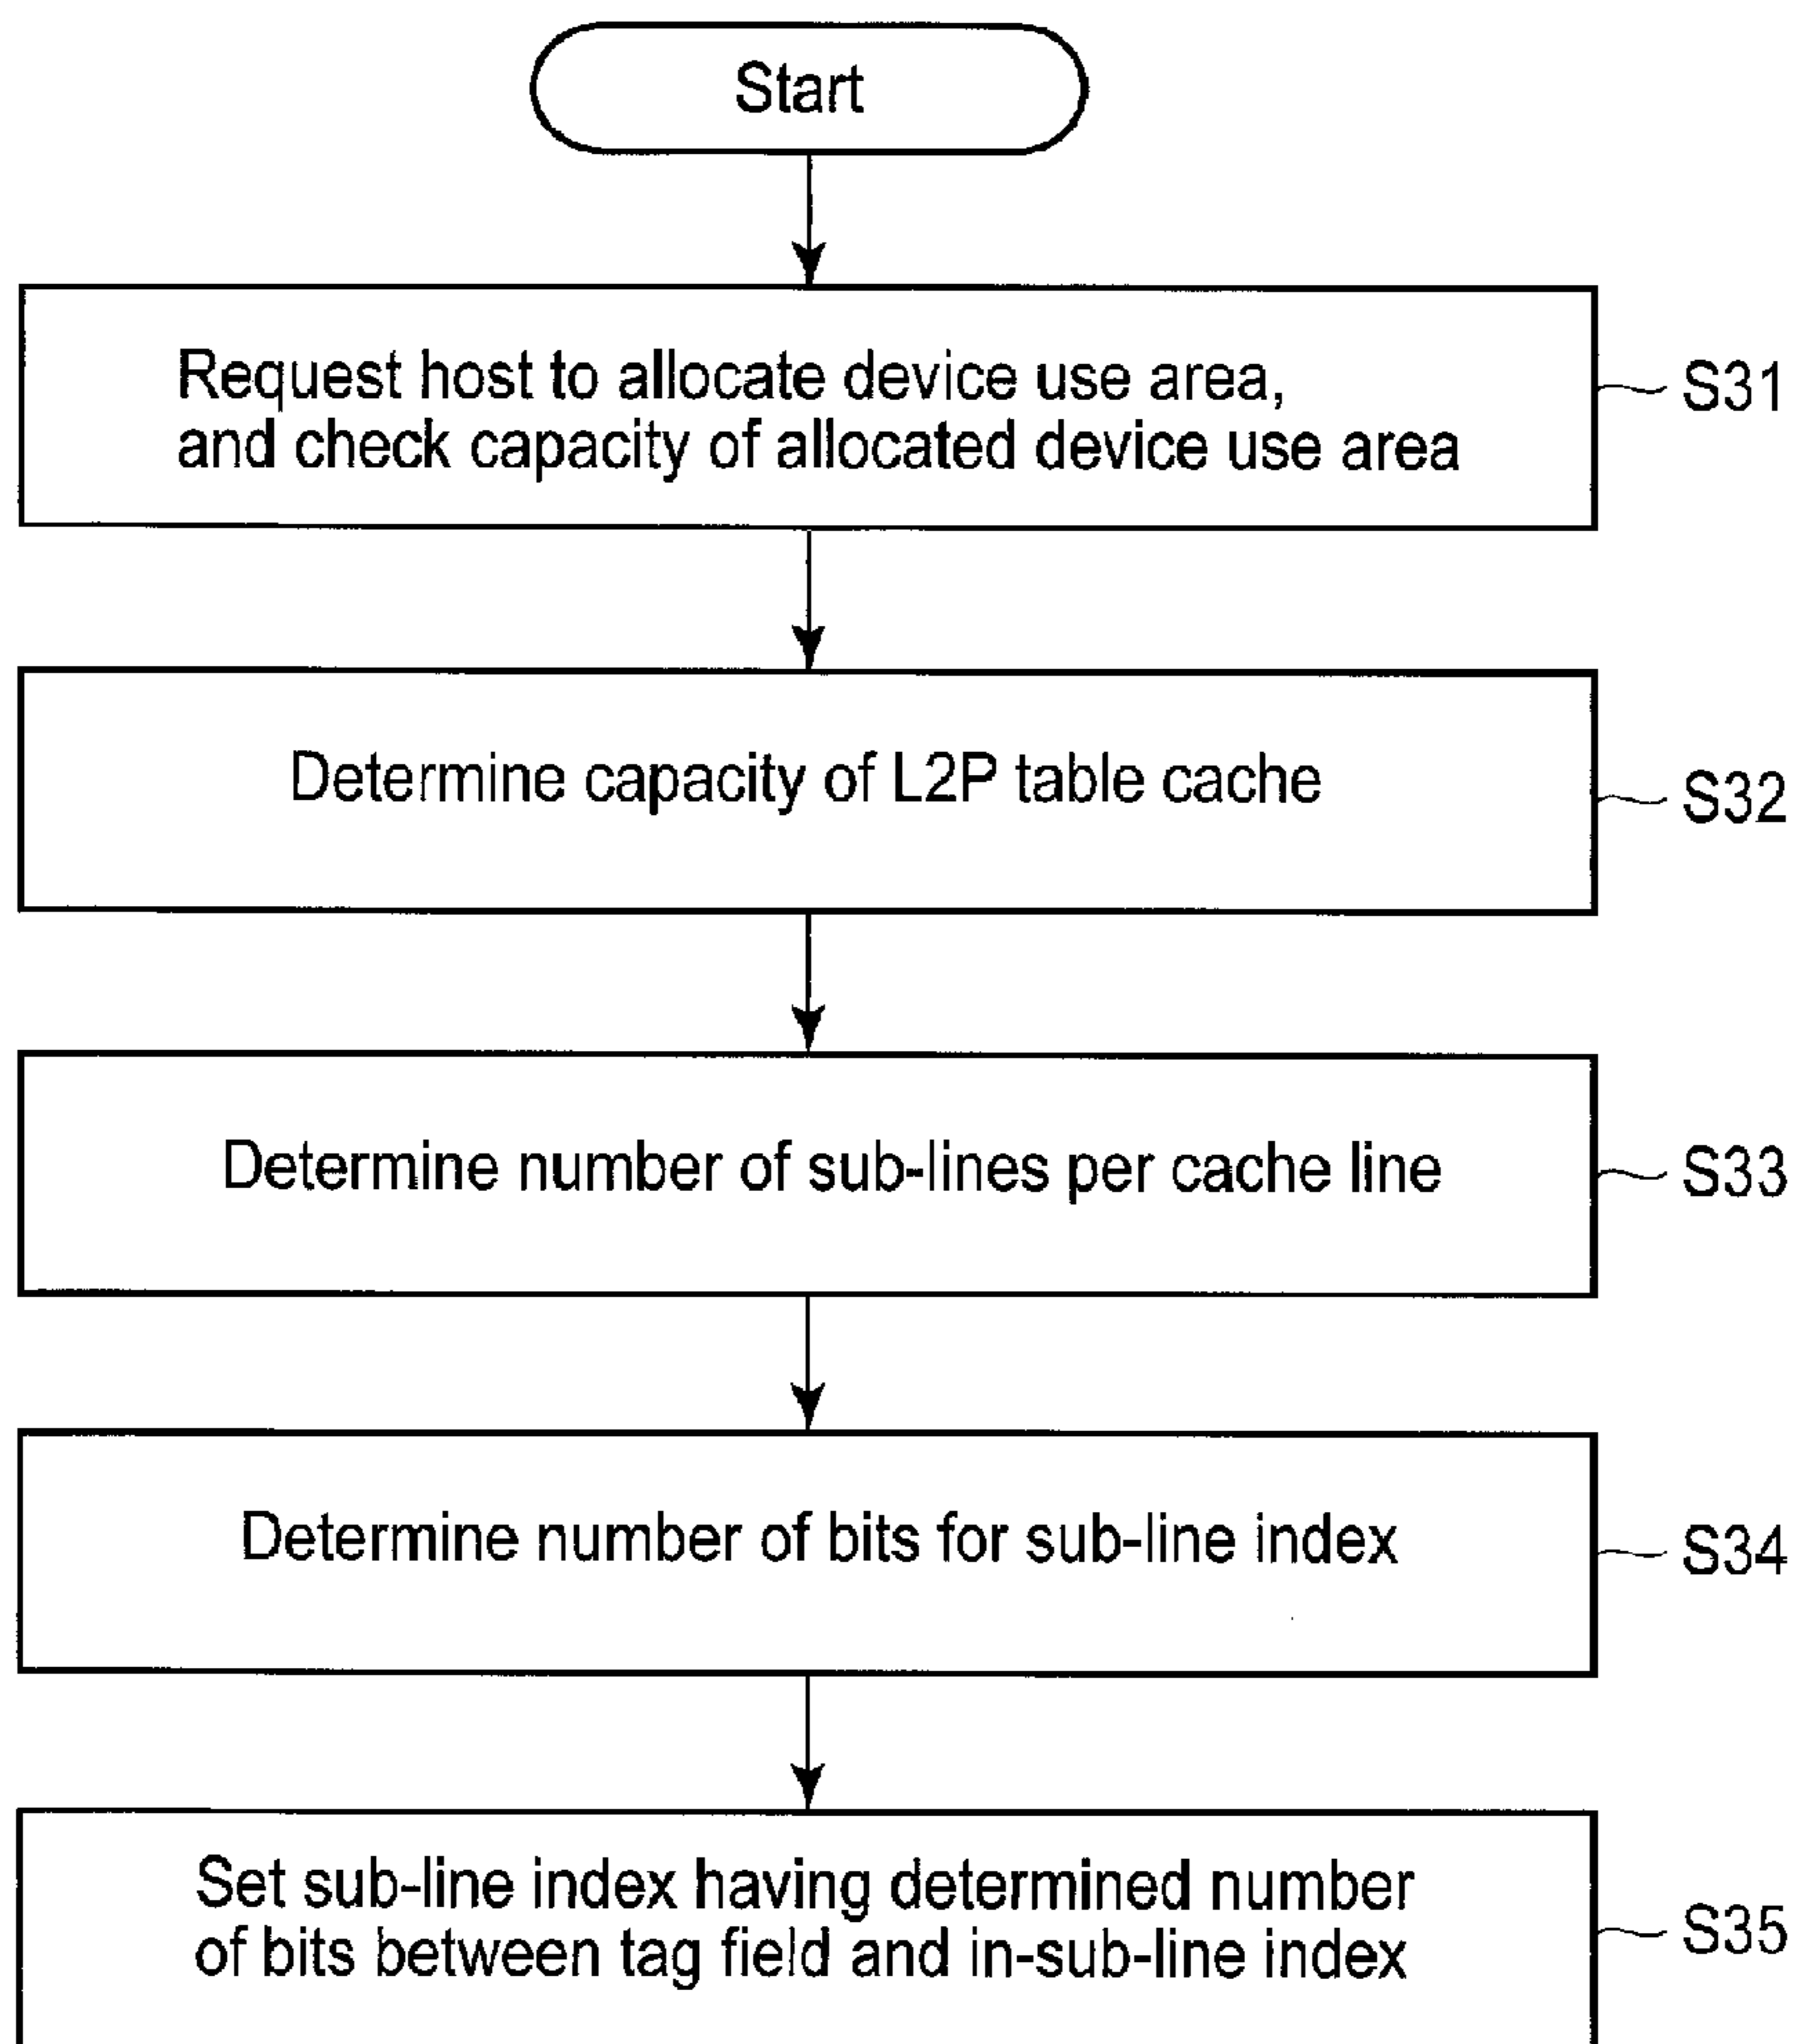 Start
Request host to allocate device use area,
and check capacity of allocated device use area
S31
Determine capacity of L2P table cache
S32
Determine number of sub-lines per cache line
S33
Determine number of bits for sub-line index
S34
Set sub-line index having determined number
of bits between tag field and in-sub-line index
S35